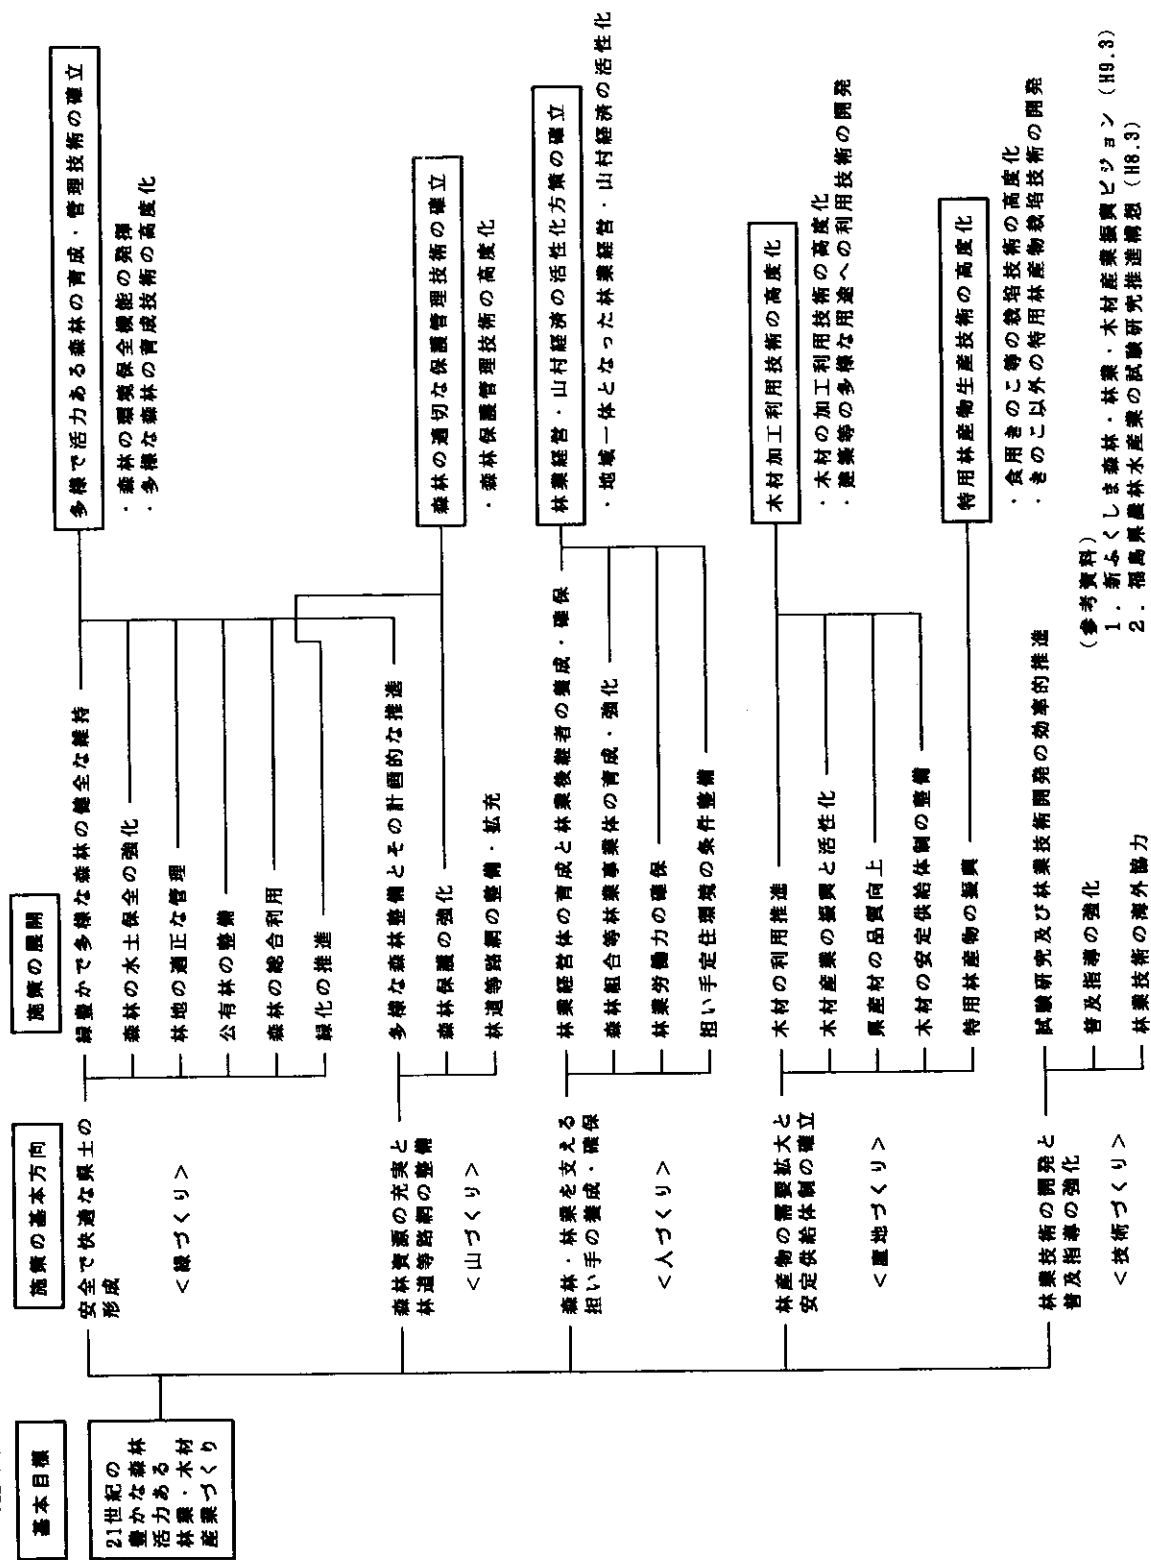 基本目標
21世紀の
豊かな森林
活力ある
林業・木材
産業づくり
施策の基本方向
安全で快適な県土の
形成
<緑づくり>
森林資源の充実と
林道等路網の整備
<山づくり>
森林・林業を支える
担い手の養成・確保
<人づくり>
林産物の需要拡大と
安定供給体制の確立
<産地づくり>
林業技術の開発と
普及指導の強化
<技術づくり>
施策の展開
緑豊かで多様な森林の健全な維持
森林の水土保全の強化
林地の適正な管理
公有林の整備
森林の総合利用
緑化の推進
多様な森林整備とその計画的な推進
森林保護の強化
林道等路網の整備・拡充
林業経営体の育成と林業後継者の養成・確保
森林組合等林業事業体の育成・強化
林業労働力の確保
担い手定住環境の条件整備
木材の利用推進
木材産業の振興と活性化
県産材の品質向上
木材の安定供給体制の整備
特用林産物の振興
試験研究及び林業技術開発の効率的推進
普及指導の強化
林業技術の海外協力
多様で活力ある森林の育成・管理技術の確立
・森林の環境保全機能の発揮
・多様な森林の育成技術の高度化
森林の適切な保護管理技術の確立
・森林保護管理技術の高度化
林業経営・山村経済の活性化方策の確立
・地域一体となった林業経営・山村経済の活性化
木材加工利用技術の高度化
・木材の加工利用技術の高度化
・建築等の多様な用途への利用技術の開発
特用林産物生産技術の高度化
・食用きのこ等の栽培技術の高度化
・きのこ以外の特用林産物栽培技術の開発
(参考資料)
1.新ふくしま森林・林業・木材産業振興ビジョン(H9.3)
2.福島県農林水産業の試験研究推進構想(H8.3)